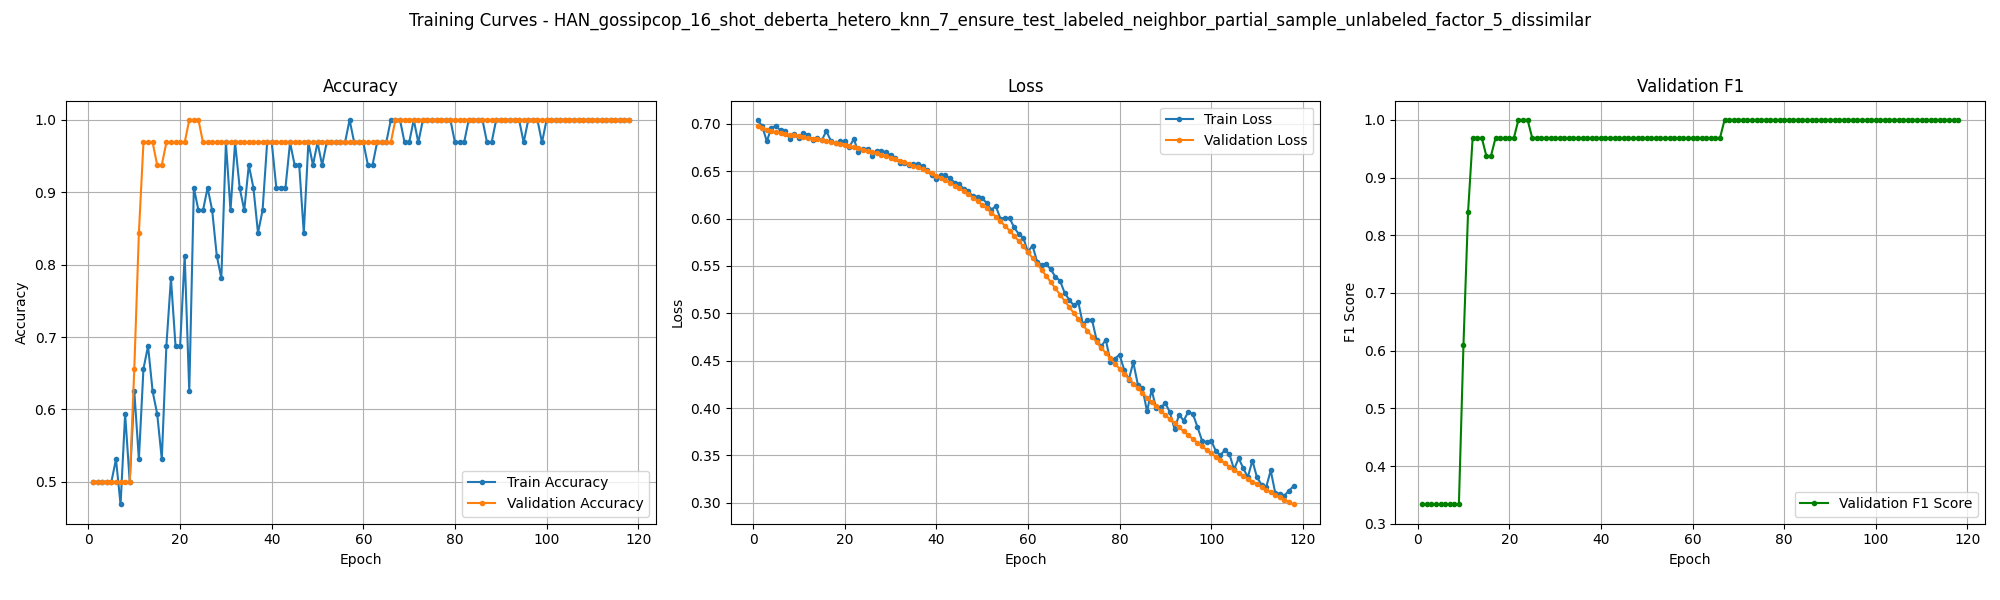 Training Curves - HAN_gossipcop_16_shot_deberta_hetero_knn_7_ensure_test_labeled_neighbor_partial_sample_unlabeled_factor_5_dissimilar
Accuracy
1.0
0.9
0.8
0.7
0.6
0.5
Accuracy
Train Accuracy
Validation Accuracy
0 20 40 60 80 100 120
Epoch
Loss
0.70
0.65
0.60
0.55
0.50
0.45
0.40
0.35
0.30
Loss
Train Loss
Validation Loss
0 20 40 60 80 100 120
Epoch
Validation F1
1.0
0.9
0.8
0.7
0.6
0.5
0.4
0.3
F1 Score
Validation F1 Score
0 20 40 60 80 100 120
Epoch